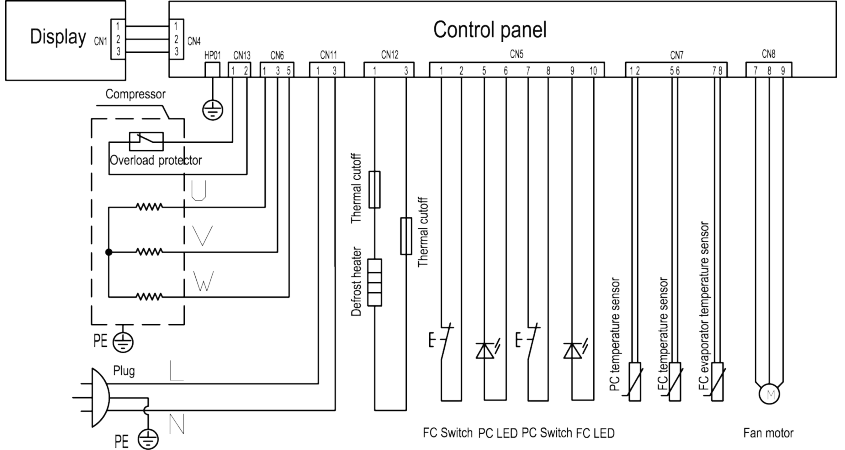 Display
CN1
1
2
3
1
2
3
CN4
Control panel
HP01
CN13
CN6
CN11
CN12
CN5
CN7
CN8
1 2
1 3 5
1 3
1 3
1 2 5 6 7 8 9 10
1 2 5 6 7 8
7 8 9
Compressor
Overload protector
U
V
W
PE
Thermal cutoff
Thermal cutoff
Defrost heater
E
E
PC temperature sensor
FC temperature sensor
FC evaporator temperature sensor
M
Plug
L
N
PE
FC Switch PC LED PC Switch FC LED
Fan motor